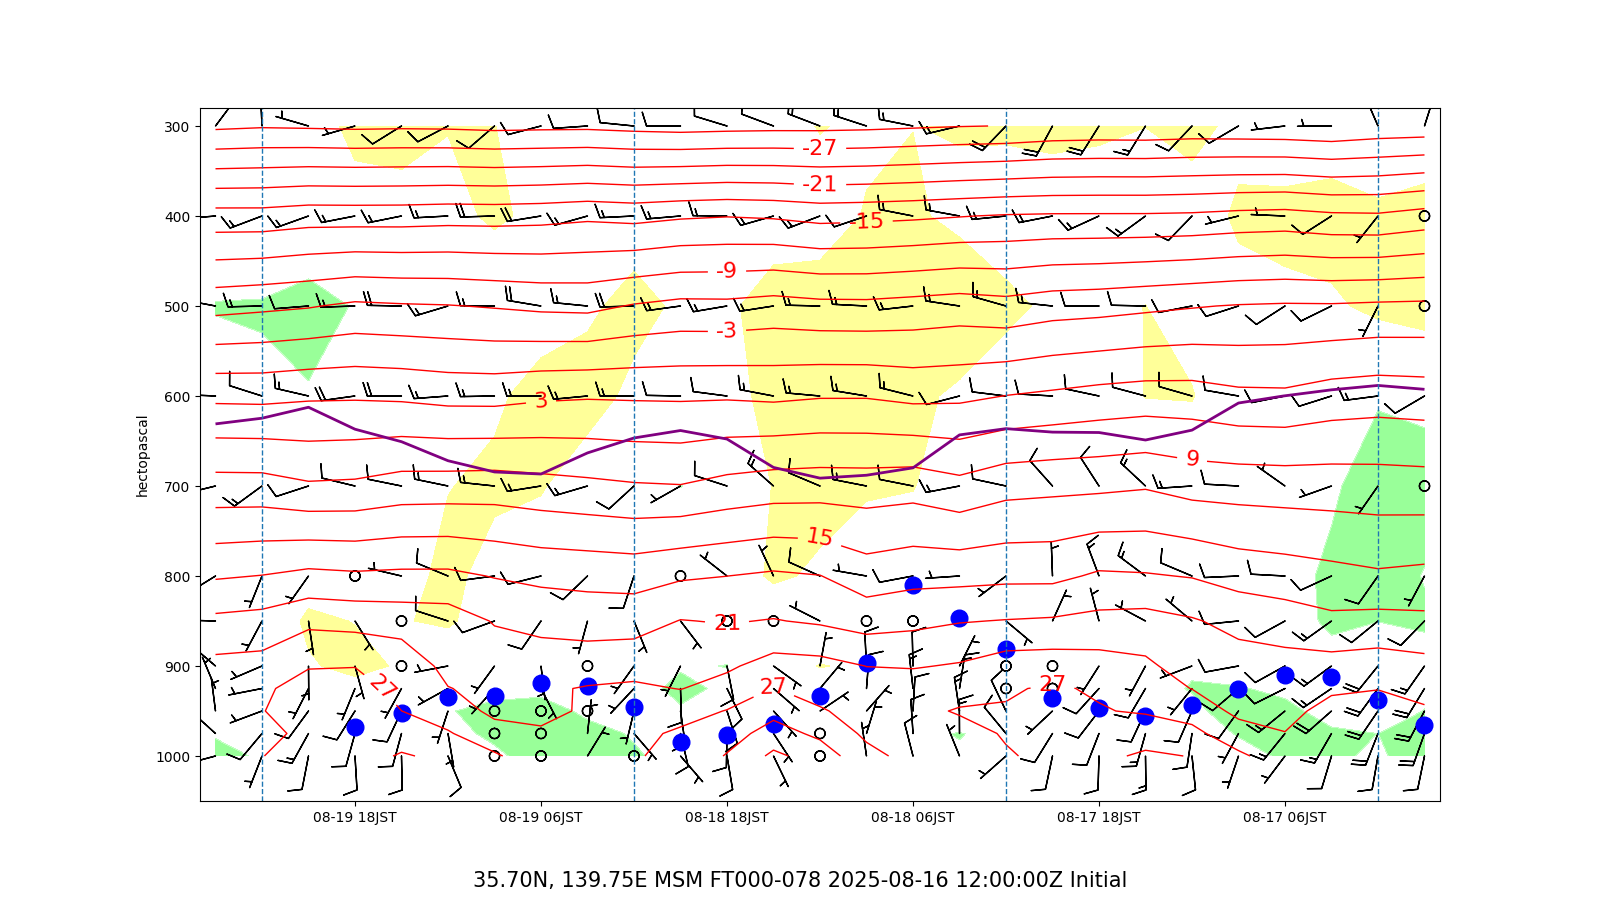 300
-27
-21
400
-15
-9
500
-3
600
3
9
700
15
800
21
900
27
27
27
1000
hectopascal
08-19 18JST
08-19 06JST
08-18 18JST
08-18 06JST
08-17 18JST
08-17 06JST
35.70N, 139.75E MSM FT000-078 2025-08-16 12:00:00Z Initial